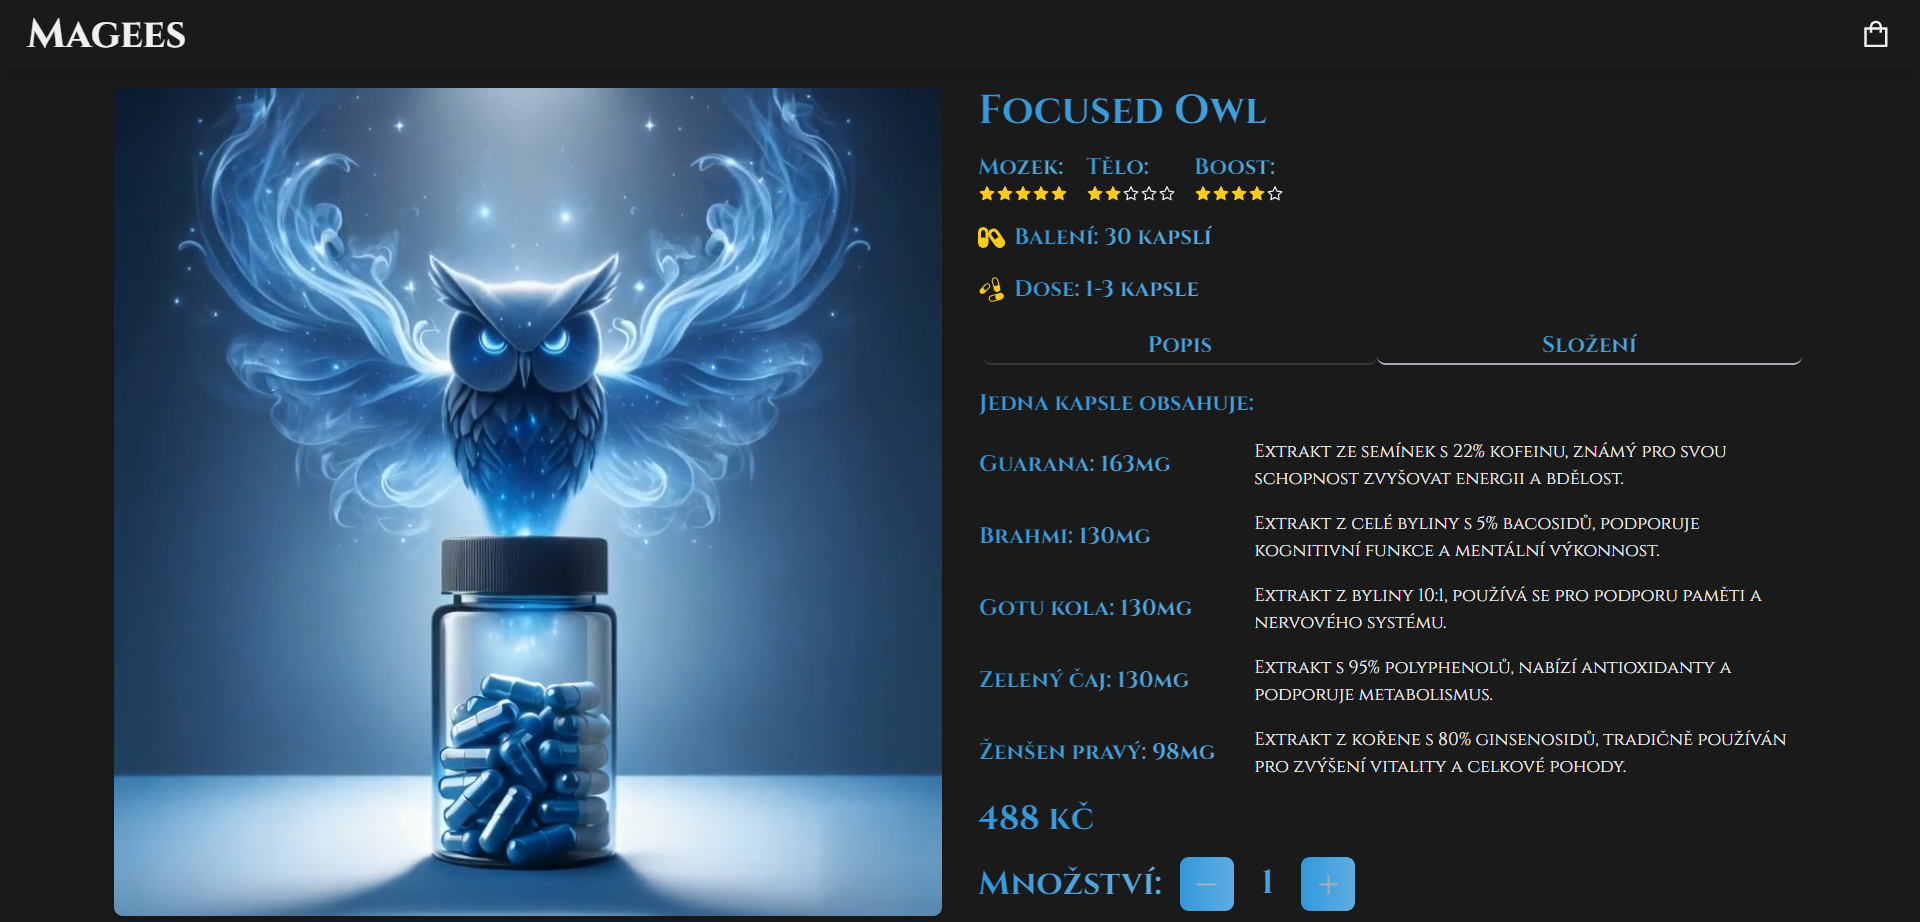 Magees
Focused Owl
Mozek: Tělo: Boost:
Balení: 30 kapslí
Dose: 1-3 kapsle
Popis Složení
Jedna kapsle obsahuje:
Guarana: 163mg
Extrakt ze semínek s 22% kofeinu, známý pro svou
schopnost zvyšovat energii a bdělost.
Brahmi: 130mg
Extrakt z celé byliny s 5% bacosidů, podporuje
kognitivní funkce a mentální výkonnost.
Gotu kola: 130mg
Extrakt z byliny 10:1, používá se pro podporu paměti a
nervového systému.
Zelený čaj: 130mg
Extrakt s 95% polyphenolů, nabízí antioxidanty a
podporuje metabolismus.
Ženšen pravý: 98mg
Extrakt z kořene s 80% ginsenosidů, tradičně používán
pro zvýšení vitality a celkové pohody.
488 Kč
Množství: − 1 +